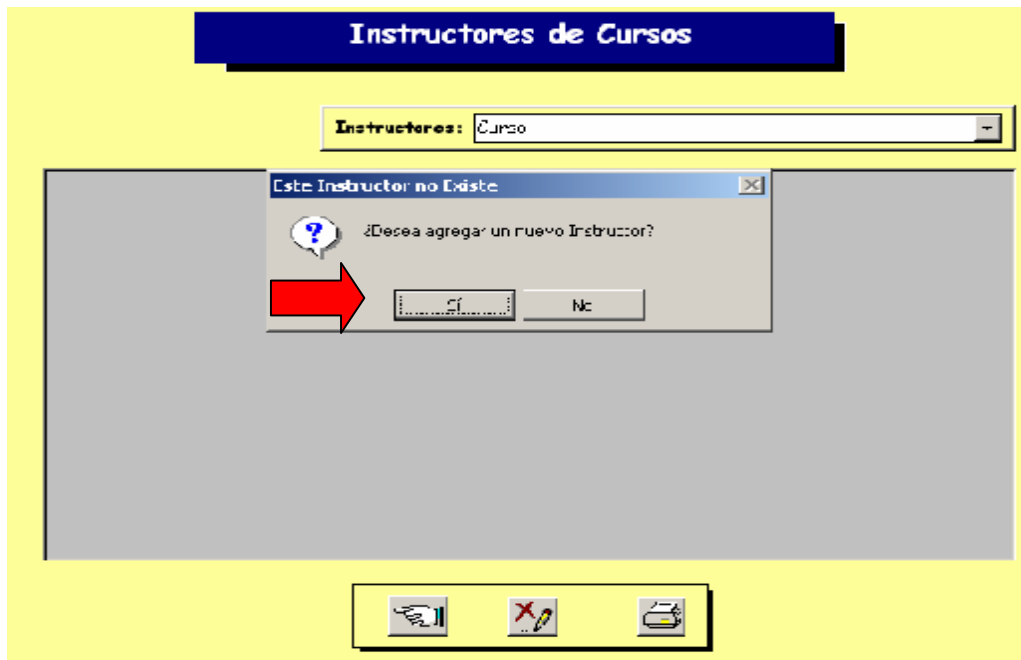 Instructores de Cursos
Instructores: Curso
Este Instructor no Existe
¿Desea agregar un nuevo Instructor?
Sí No